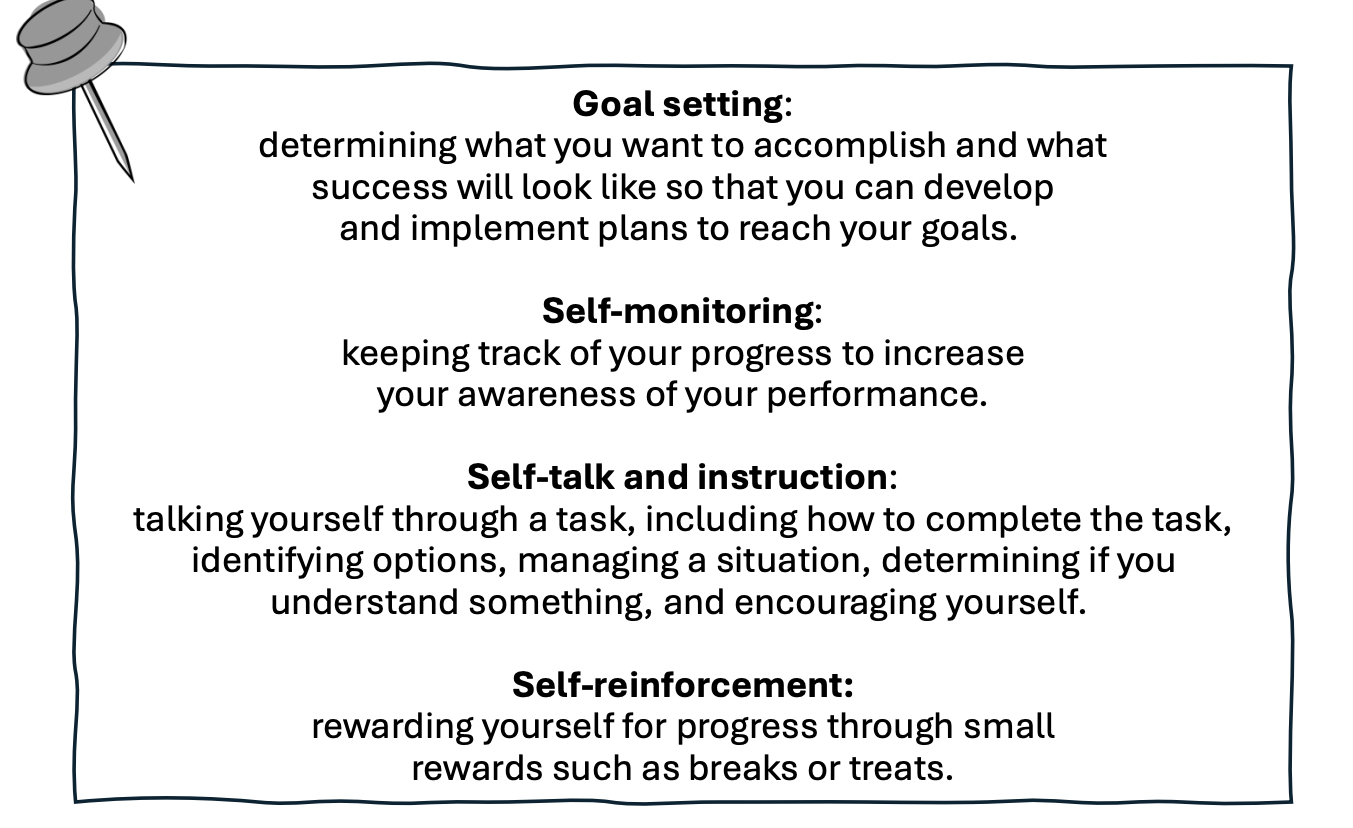 Goal setting:
determining what you want to accomplish and what
success will look like so that you can develop
and implement plans to reach your goals.
Self-monitoring:
keeping track of your progress to increase
your awareness of your performance.
Self-talk and instruction:
talking yourself through a task, including how to complete the task,
identifying options, managing a situation, determining if you
understand something, and encouraging yourself.
Self-reinforcement:
rewarding yourself for progress through small
rewards such as breaks or treats.